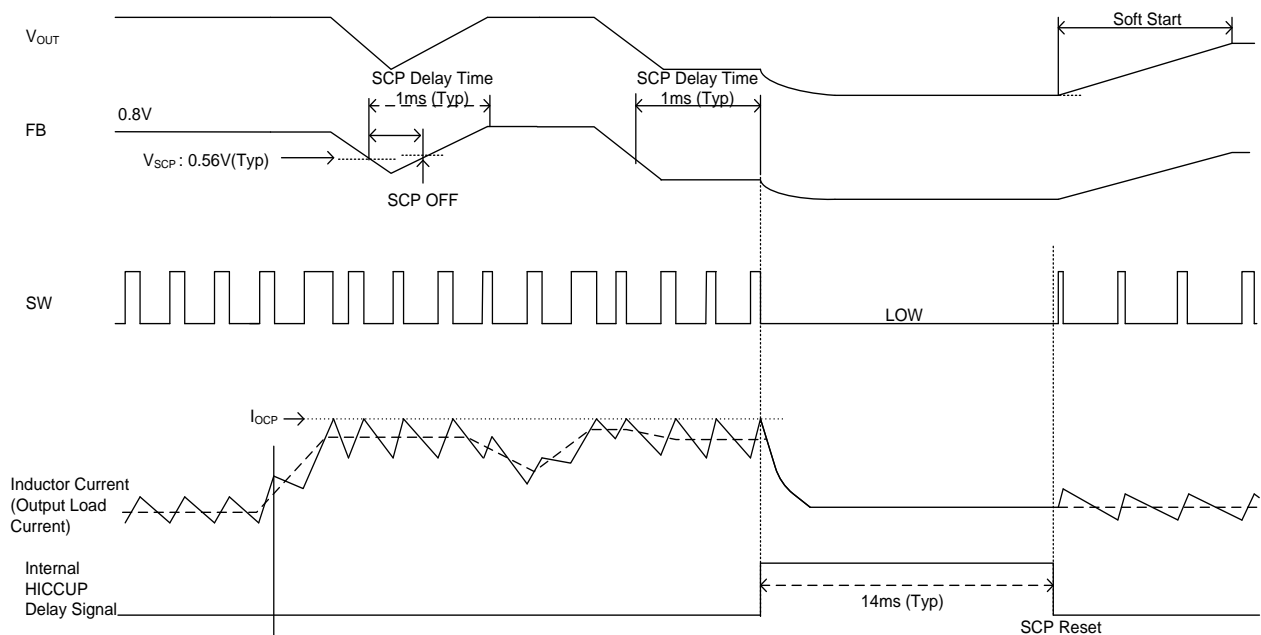 Soft Start
VOUT
SCP Delay Time
1ms (Typ)
SCP Delay Time
1ms (Typ)
0.8V
FB
VSCP : 0.56V(Typ)
SCP OFF
SW
LOW
IOCP
Inductor Current
(Output Load
Current)
Internal
HICCUP
Delay Signal
14ms (Typ)
SCP Reset